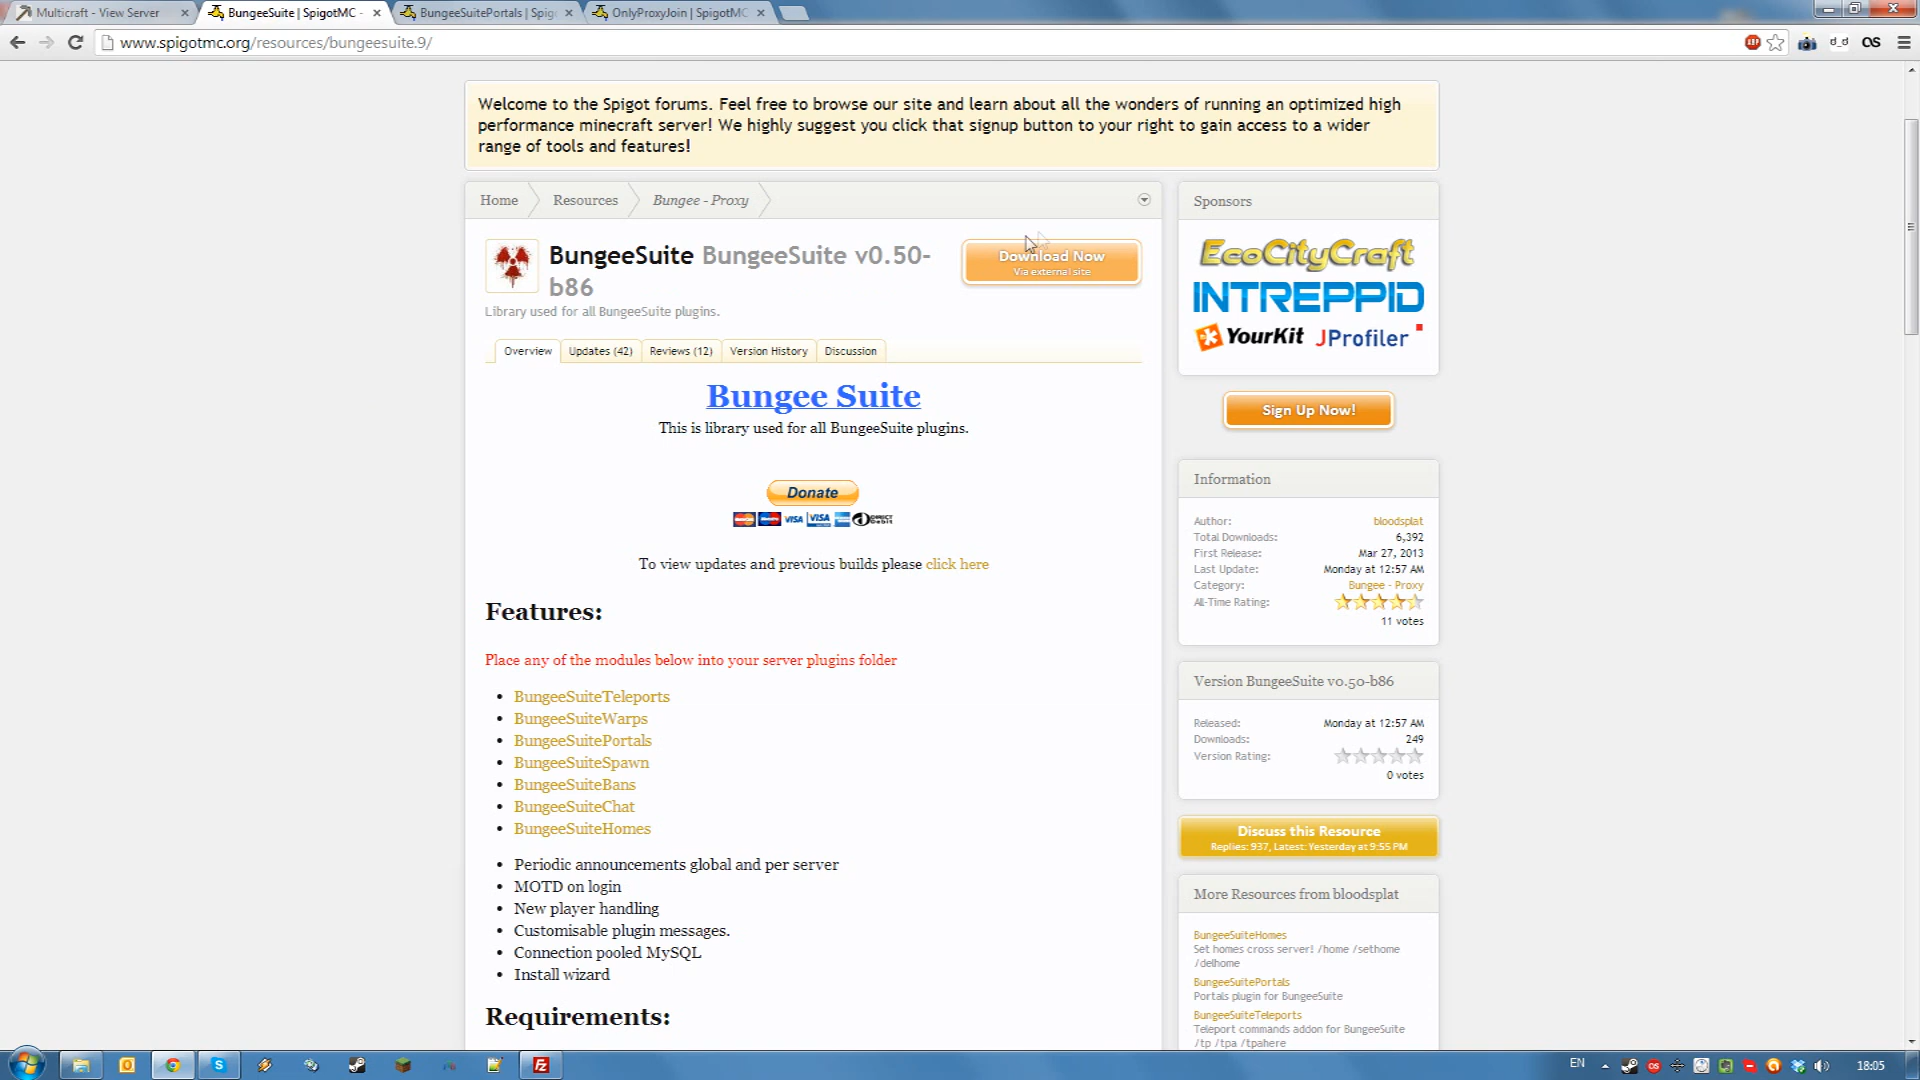 Multicraft - View Server
BungeeSuite | SpigotMC -
BungeeSuitePortals | Spig
OnlyProxyJoin | SpigotMC
www.spigotmc.org/resources/bungeesuite.9/
ABP
d_d
Welcome to the Spigot forums. Feel free to browse our site and learn about all the wonders of running an optimized high
performance minecraft server! We highly suggest you click that signup button to your right to gain access to a wider
range of tools and features!
Home
Resources
Bungee - Proxy
BungeeSuite BungeeSuite v0.50-
b86
Library used for all BungeeSuite plugins.
Download Now
Via external site
Overview
Updates (42)
Reviews (12)
Version History
Discussion
Bungee Suite
This is library used for all BungeeSuite plugins.
Donate
VISA
VISA
To view updates and previous builds please click here
Features:
Place any of the modules below into your server plugins folder
• BungeeSuiteTeleports
• BungeeSuiteWarps
• BungeeSuitePortals
• BungeeSuiteSpawn
• BungeeSuiteBans
• BungeeSuiteChat
• BungeeSuiteHomes
• Periodic announcements global and per server
• MOTD on login
• New player handling
• Customisable plugin messages.
• Connection pooled MySQL
• Install wizard
Requirements:
Sponsors
EcoCityCraft
INTREPPID
YourKit JProfiler
Sign Up Now!
Information
Author: bloodsplat
Total Downloads: 6,392
First Release: Mar 27, 2013
Last Update: Monday at 12:57 AM
Category: Bungee - Proxy
All-Time Rating:
11 votes
Version BungeeSuite v0.50-b86
Released: Monday at 12:57 AM
Downloads: 249
Version Rating:
0 votes
Discuss this Resource
Replies: 937, Latest: Yesterday at 9:55 PM
More Resources from bloodsplat
BungeeSuiteHomes
Set homes cross server! /home /sethome
/delhome
BungeeSuitePortals
Portals plugin for BungeeSuite
BungeeSuiteTeleports
Teleport commands addon for BungeeSuite
/tp /tpa /tpahere
EN
18:05